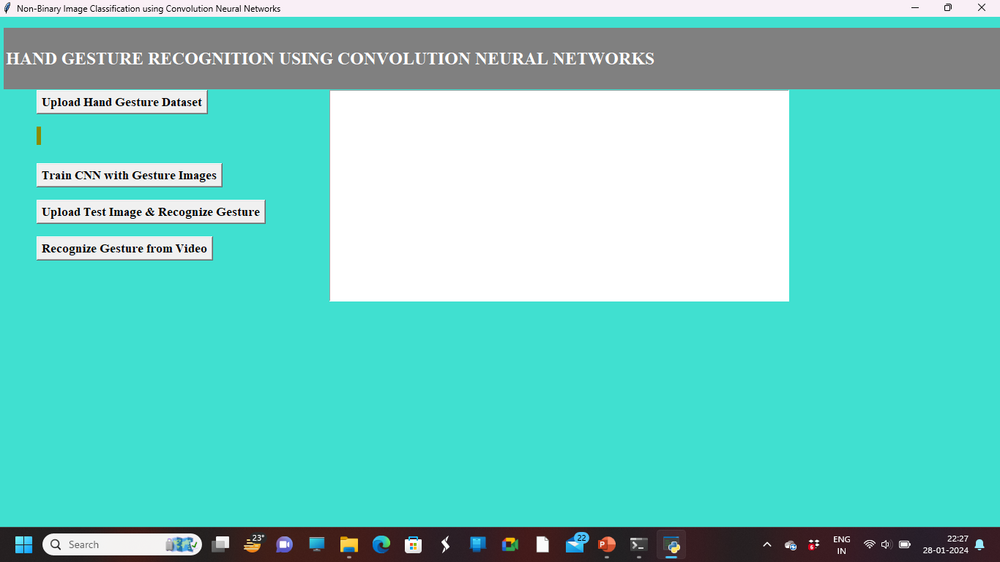 Non-Binary Image Classification using Convolution Neural Networks
HAND GESTURE RECOGNITION USING CONVOLUTION NEURAL NETWORKS
Upload Hand Gesture Dataset
Train CNN with Gesture Images
Upload Test Image & Recognize Gesture
Recognize Gesture from Video
Search
23°
22
P
6
ENG
IN
22:27
28-01-2024